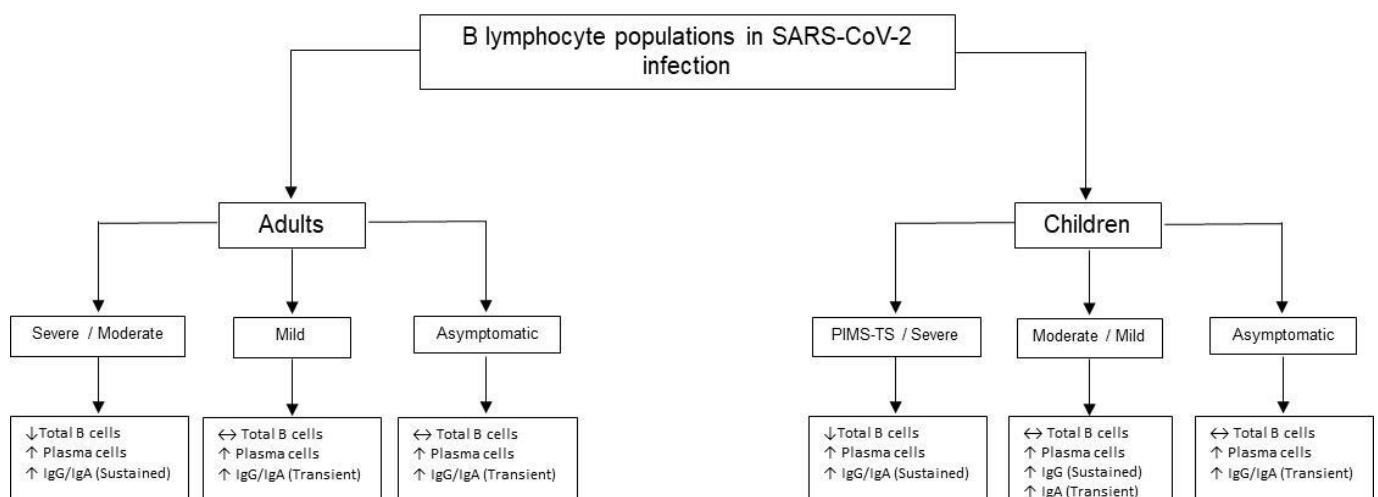 B lymphocyte populations in SARS-CoV-2
infection
Adults
Children
Severe / Moderate
Mild
Asymptomatic
PIMS-TS / Severe
Moderate / Mild
Asymptomatic
↓Total B cells
↑ Plasma cells
↑ IgG/IgA (Sustained)
↔ Total B cells
↑ Plasma cells
↑ IgG/IgA (Transient)
↔ Total B cells
↑ Plasma cells
↑ IgG/IgA (Transient)
↓Total B cells
↑ Plasma cells
↑ IgG/IgA (Sustained)
↔ Total B cells
↑ Plasma cells
↑ IgG (Sustained)
↑ IgA (Transient)
↔ Total B cells
↑ Plasma cells
↑ IgG/IgA (Transient)